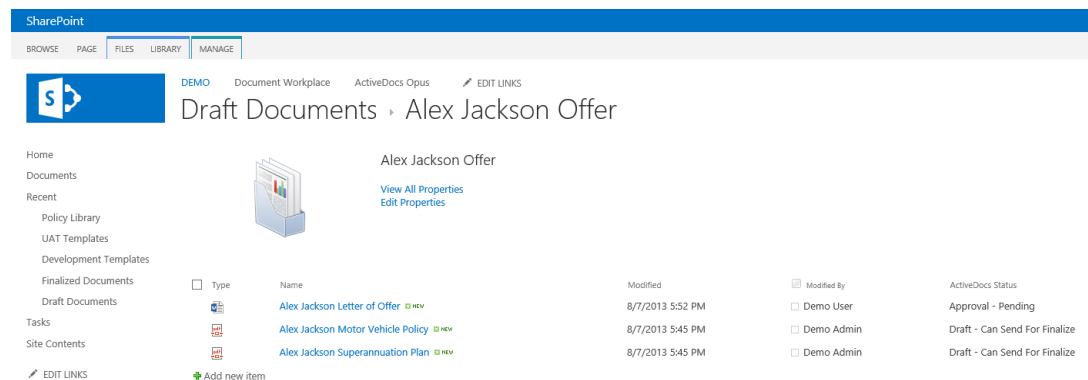 SharePoint
BROWSE PAGE FILES LIBRARY MANAGE
S
DEMO Document Workplace ActiveDocs Opus EDIT LINKS
Draft Documents Alex Jackson Offer
Home
Documents
Recent
Policy Library
UAT Templates
Development Templates
Finalized Documents
Draft Documents
Tasks
Site Contents
EDIT LINKS
Alex Jackson Offer
View All Properties
Edit Properties
Type Name Modified Modified By ActiveDocs Status
Alex Jackson Letter of Offer NEW 8/7/2013 5:52 PM Demo User Approval - Pending
Alex Jackson Motor Vehicle Policy NEW 8/7/2013 5:45 PM Demo Admin Draft - Can Send For Finalize
Alex Jackson Superannuation Plan NEW 8/7/2013 5:45 PM Demo Admin Draft - Can Send For Finalize
Add new item